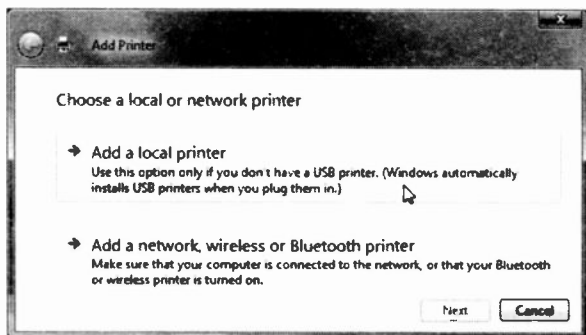 Add Printer
Choose a local or network printer
Add a local printer
Use this option only if you don't have a USB printer. (Windows automatically
installs USB printers when you plug them in.)
Add a network, wireless or Bluetooth printer
Make sure that your computer is connected to the network, or that your Bluetooth
or wireless printer is turned on.
Next Cancel